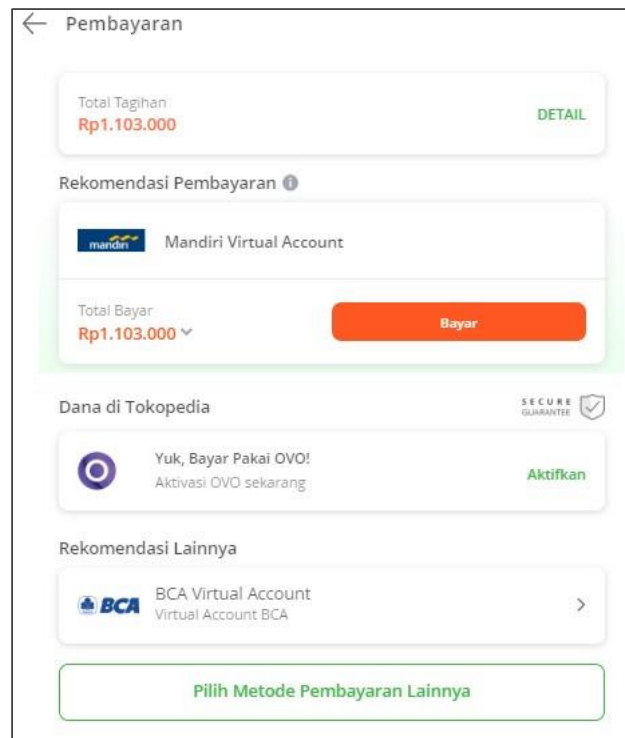 Pembayaran
Total Tagihan
Rp1.103.000
DETAIL
Rekomendasi Pembayaran
mandiri
Mandiri Virtual Account
Total Bayar
Rp1.103.000
Bayar
Dana di Tokopedia
SECURE
GUARANTEE
Yuk, Bayar Pakai OVO!
Aktivasi OVO sekarang
Aktifkan
Rekomendasi Lainnya
BCA
BCA Virtual Account
Virtual Account BCA
Pilih Metode Pembayaran Lainnya